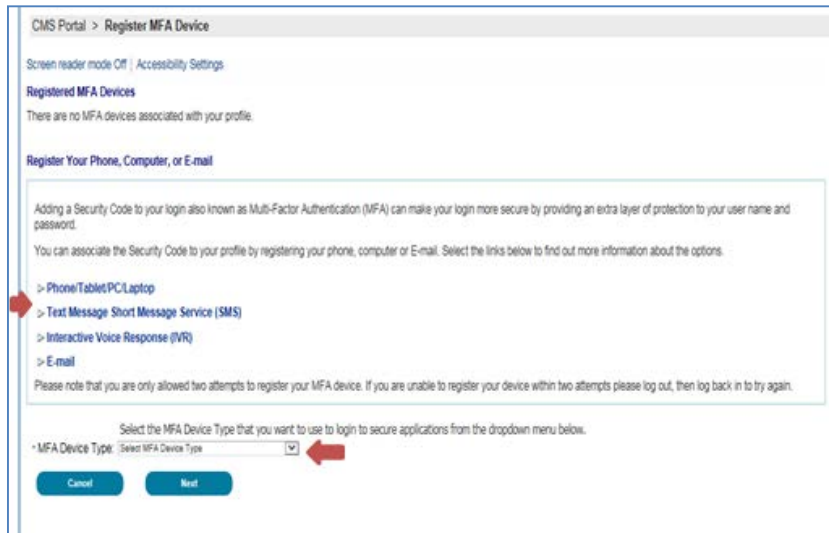 CMS Portal > Register MFA Device
Screen reader mode Off | Accessibility Settings
Registered MFA Devices
There are no MFA devices associated with your profile.
Register Your Phone, Computer, or E-mail
Adding a Security Code to your login also known as Multi-Factor Authentication (MFA) can make your login more secure by providing an extra layer of protection to your user name and
password.
You can associate the Security Code to your profile by registering your phone, computer or E-mail. Select the links below to find out more information about the options.
▷ Phone/Tablet/PC/Laptop
▷ Text Message Short Message Service (SMS)
▷ Interactive Voice Response (IVR)
▷ E-mail
Please note that you are only allowed two attempts to register your MFA device. If you are unable to register your device within two attempts please log out, then log back in to try again.
Select the MFA Device Type that you want to use to login to secure applications from the dropdown menu below.
* MFA Device Type: Select MFA Device Type
Cancel Next